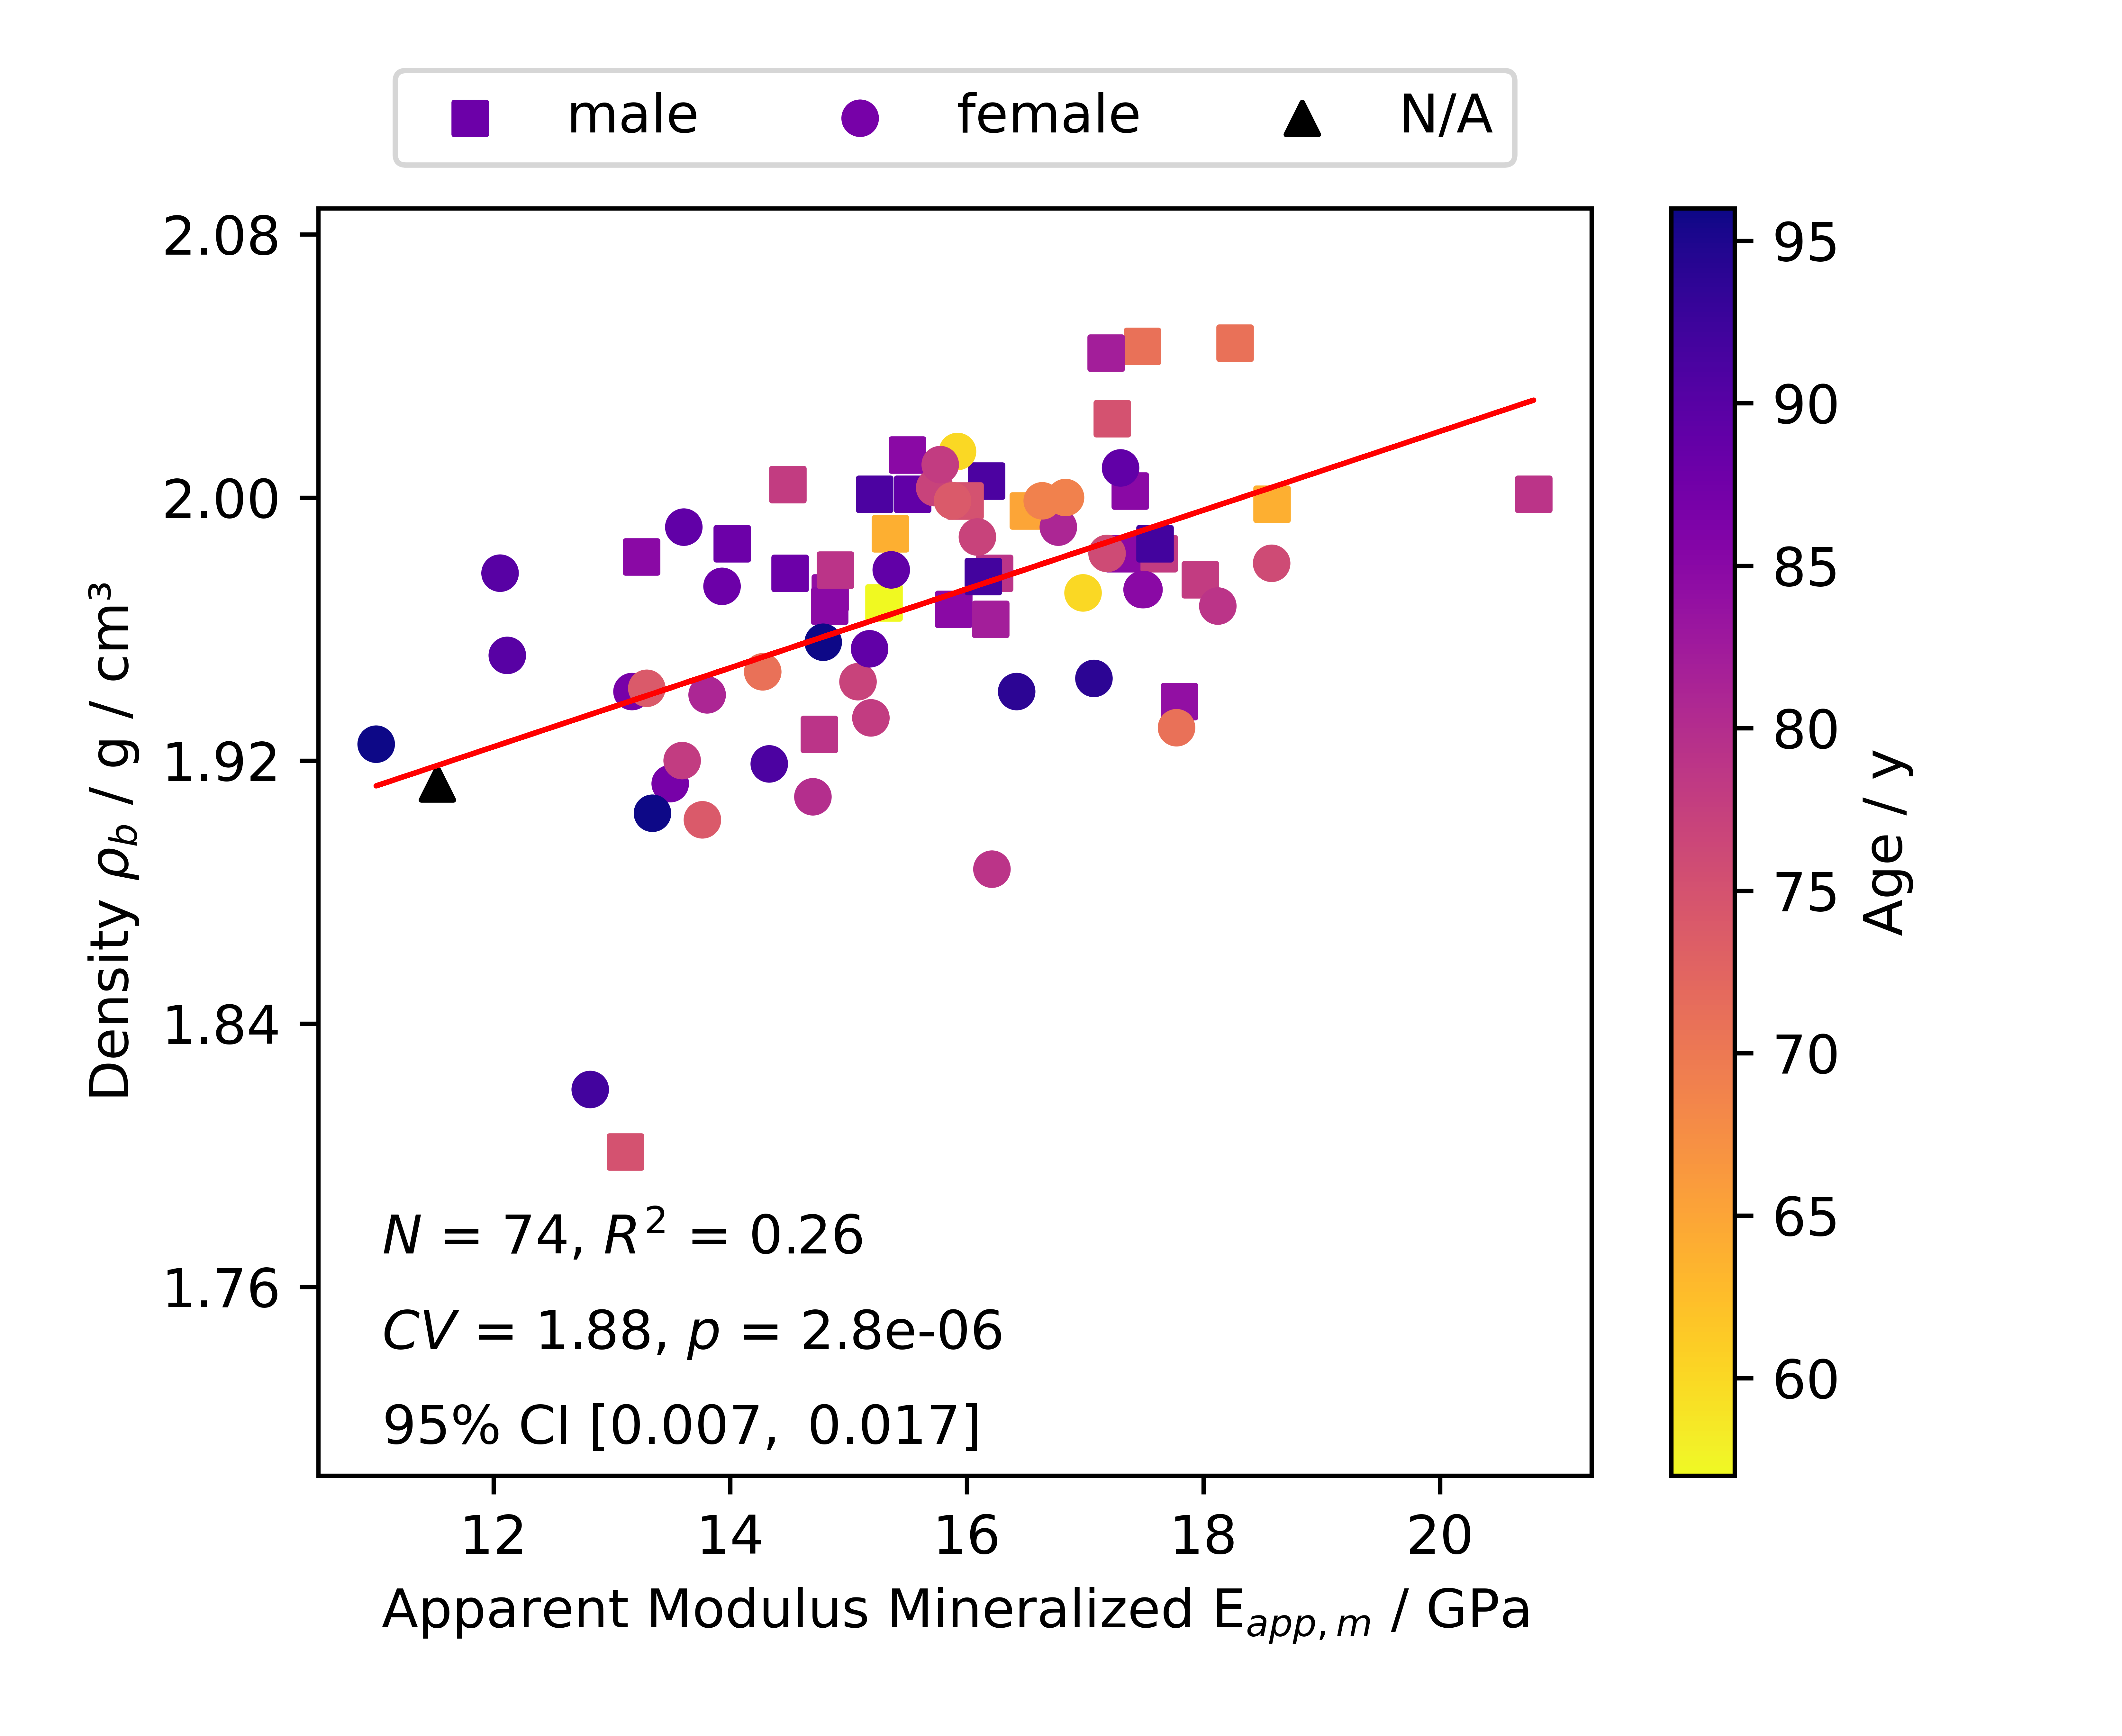 male female N/A
2.08
2.00
1.92
1.84
1.76
Density ρb / g / cm³
N = 74, R² = 0.26
CV = 1.88, p = 2.8e-06
95% CI [0.007, 0.017]
12 14 16 18 20
Apparent Modulus Mineralized Eapp, m / GPa
95
90
85
80
75
70
65
60
Age / y